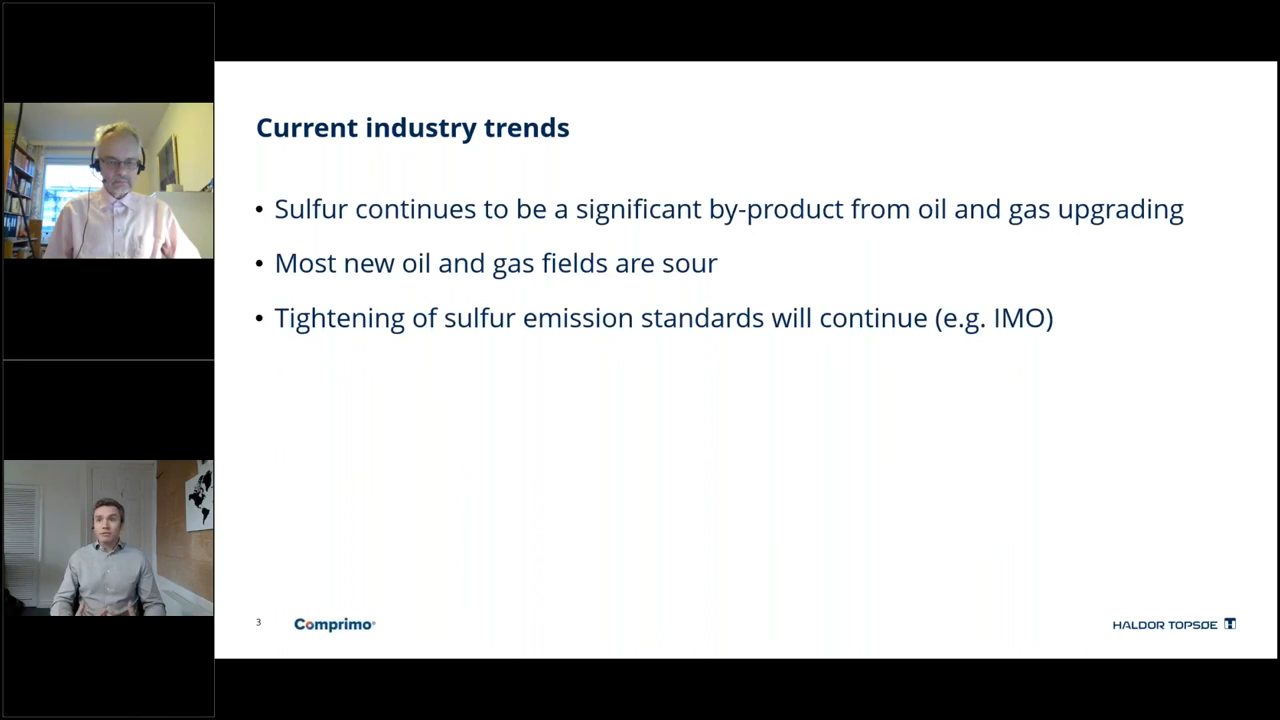 Current industry trends
• Sulfur continues to be a significant by-product from oil and gas upgrading
• Most new oil and gas fields are sour
• Tightening of sulfur emission standards will continue (e.g. IMO)
3
Comprimo®
HALDOR TOPSØE